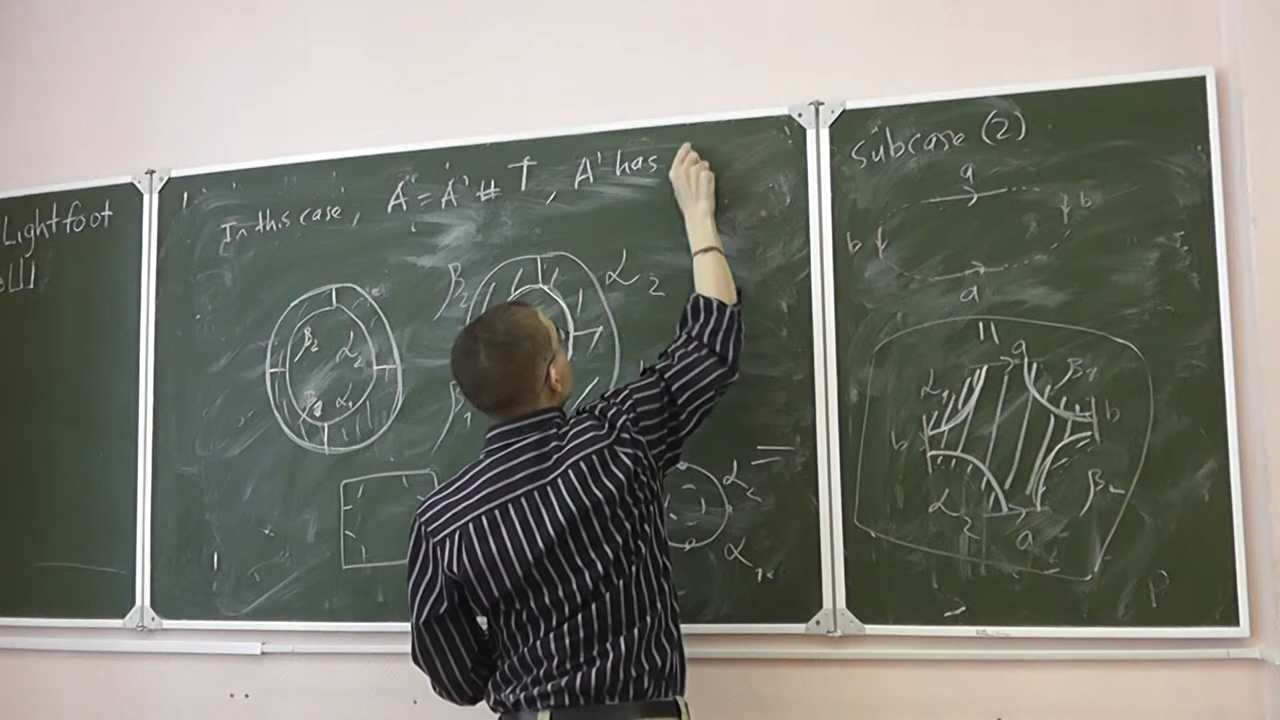 Lightfoot
In this case, A = A' # T, A' has
β₂
α₂
β₂
α₂
α₁
β₁
α₂
α₁
Subcase (2)
a
b
b
a
a
α₁
β₁
b
b
α₂
β₂
a
P